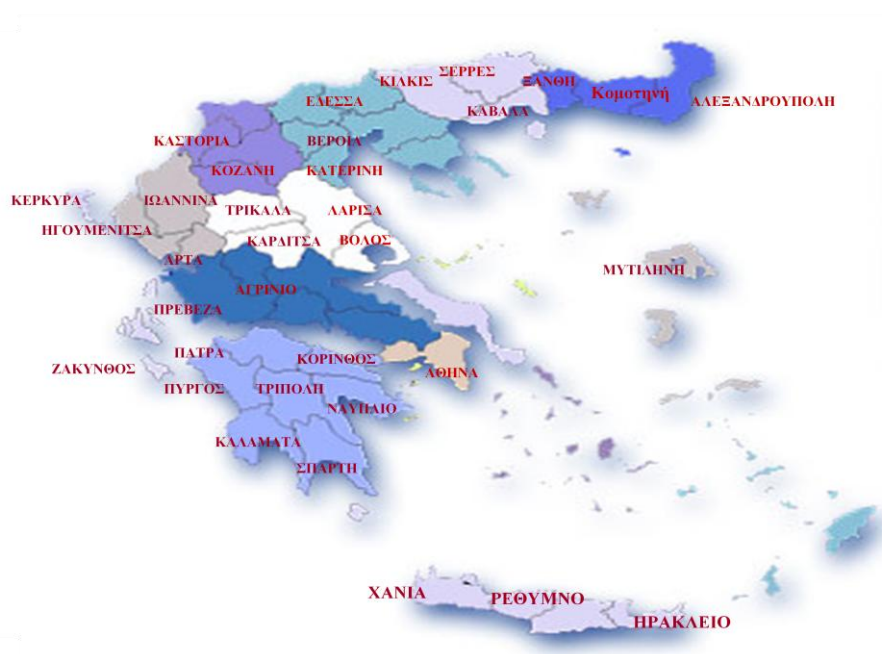 ΣΕΡΡΕΣ
ΚΙΛΚΙΣ
ΞΑΝΘΗ
Κομοτηνή
ΑΛΕΞΑΝΔΡΟΥΠΟΛΗ
ΕΔΕΣΣΑ
ΚΑΒΑΛΑ
ΚΑΣΤΟΡΙΑ
ΒΕΡΟΙΑ
ΚΟΖΑΝΗ
ΚΑΤΕΡΙΝΗ
ΚΕΡΚΥΡΑ
ΙΩΑΝΝΙΝΑ
ΤΡΙΚΑΛΑ
ΛΑΡΙΣΑ
ΗΓΟΥΜΕΝΙΤΣΑ
ΚΑΡΔΙΤΣΑ
ΒΟΛΟΣ
ΑΡΤΑ
ΜΥΤΙΛΗΝΗ
ΑΓΡΙΝΙΟ
ΠΡΕΒΕΖΑ
ΠΑΤΡΑ
ΚΟΡΙΝΘΟΣ
ΖΑΚΥΝΘΟΣ
ΑΘΗΝΑ
ΠΥΡΓΟΣ
ΤΡΙΠΟΛΗ
ΝΑΥΠΛΙΟ
ΚΑΛΑΜΑΤΑ
ΣΠΑΡΤΗ
ΧΑΝΙΑ
ΡΕΘΥΜΝΟ
ΗΡΑΚΛΕΙΟ